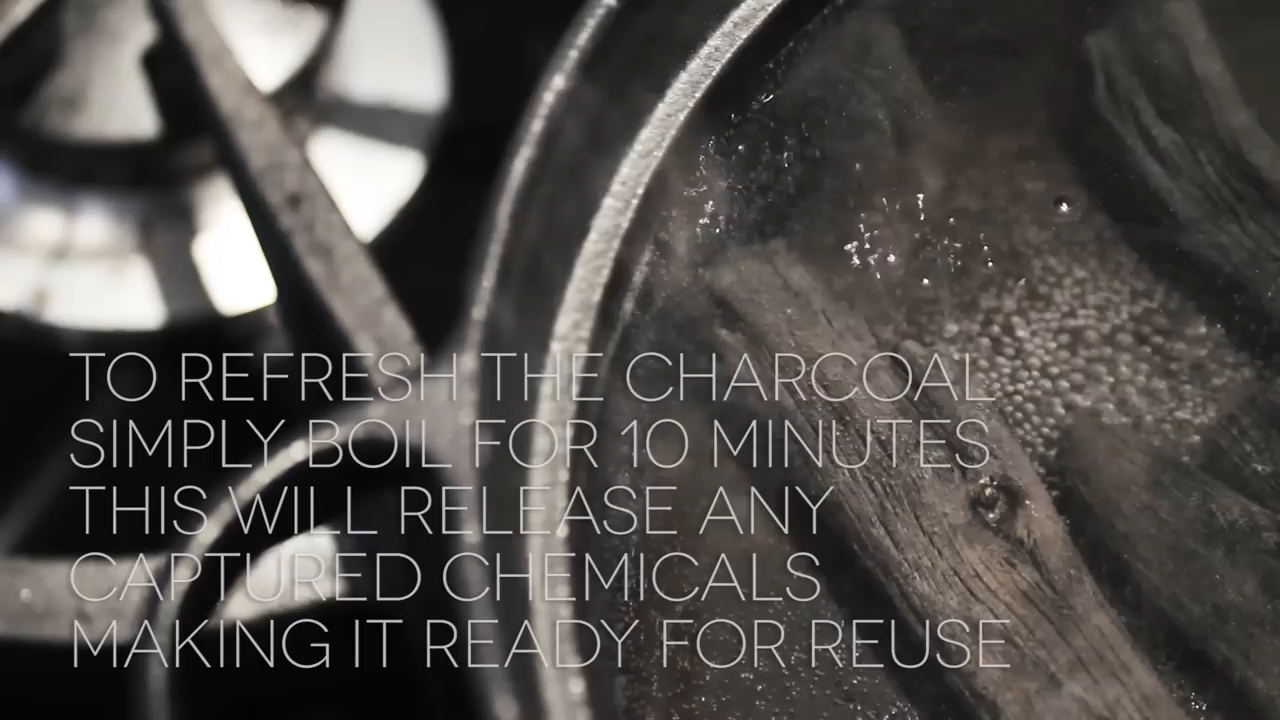 TO REFRESH THE CHARCOAL
SIMPLY BOIL FOR 10 MINUTES
THIS WILL RELEASE ANY
CAPTURED CHEMICALS
MAKING IT READY FOR REUSE